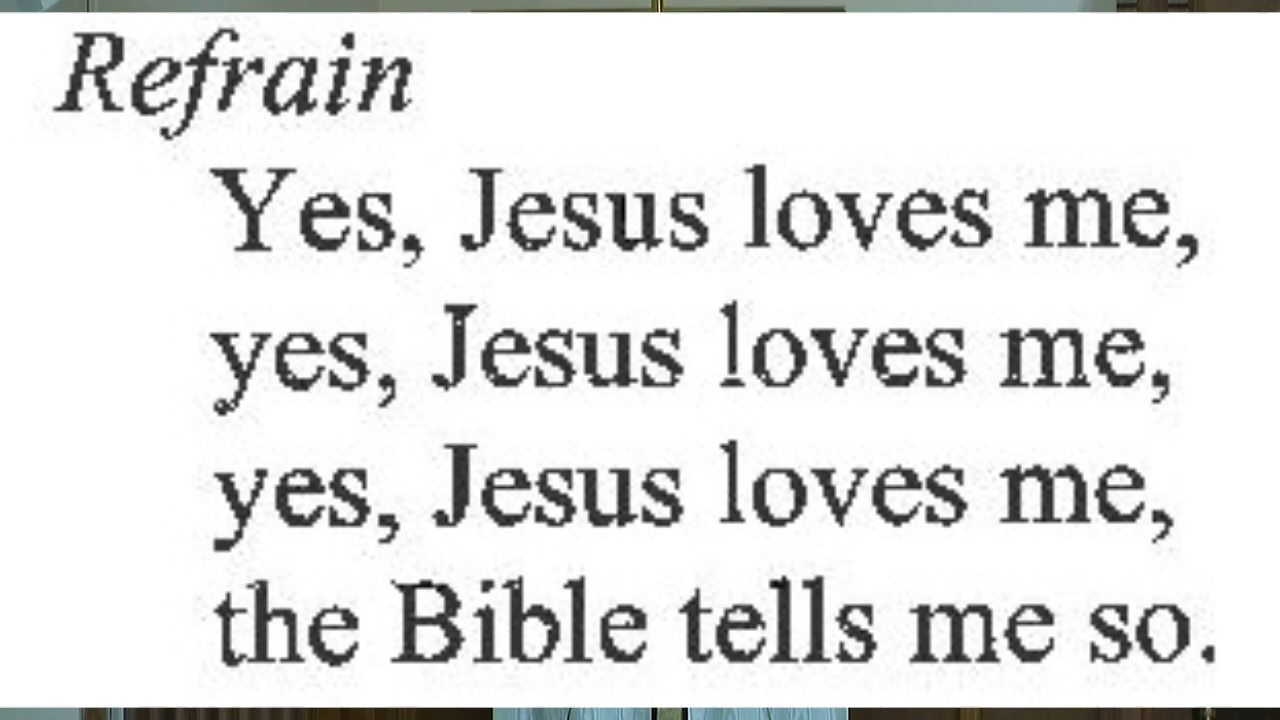 Refrain
Yes, Jesus loves me,
yes, Jesus loves me,
yes, Jesus loves me,
the Bible tells me so.